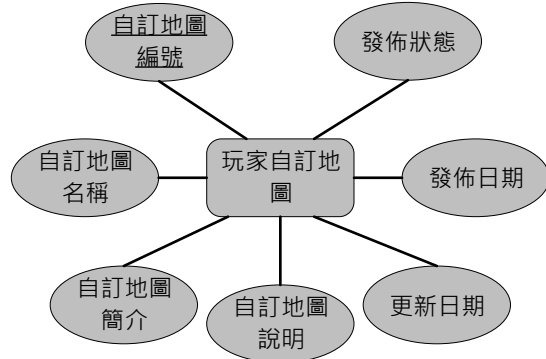 自訂地圖
編號
發佈狀態
自訂地圖
名稱
玩家自訂地
圖
發佈日期
自訂地圖
簡介
自訂地圖
說明
更新日期